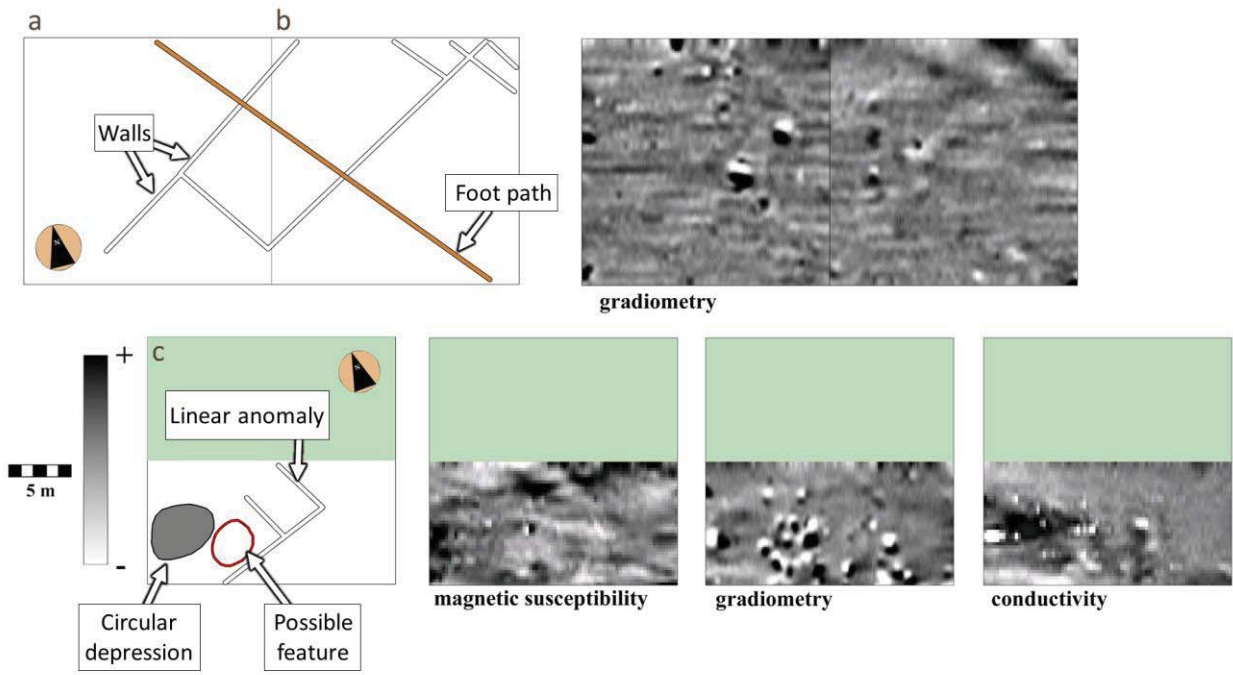 a
b
Walls
Foot path
N
gradiometry
+
-
5 m
c
N
Linear anomaly
Circular
depression
Possible
feature
magnetic susceptibility
gradiometry
conductivity